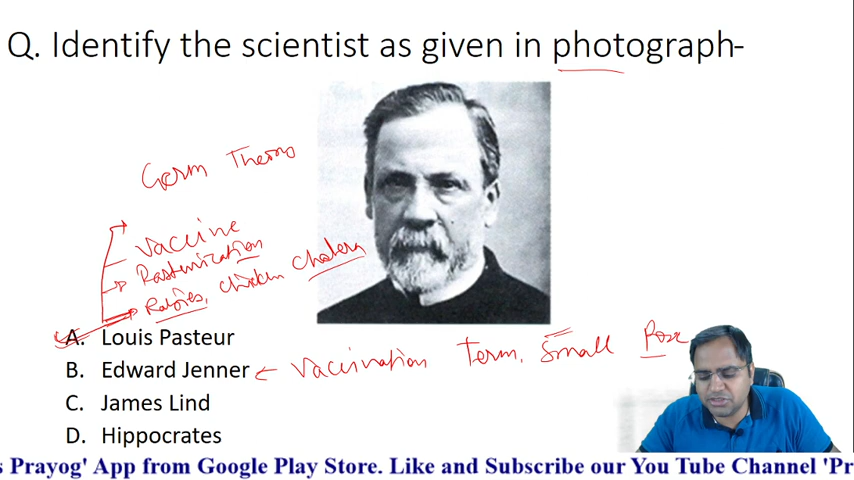 Q. Identify the scientist as given in photograph-
Germ Theory
Vaccine
Pasteurization
Rabies, chicken cholera
A. Louis Pasteur
B. Edward Jenner ← Vaccination Term, Small Pox
C. James Lind
D. Hippocrates
s Prayog' App from Google Play Store. Like and Subscribe our You Tube Channel 'Pr